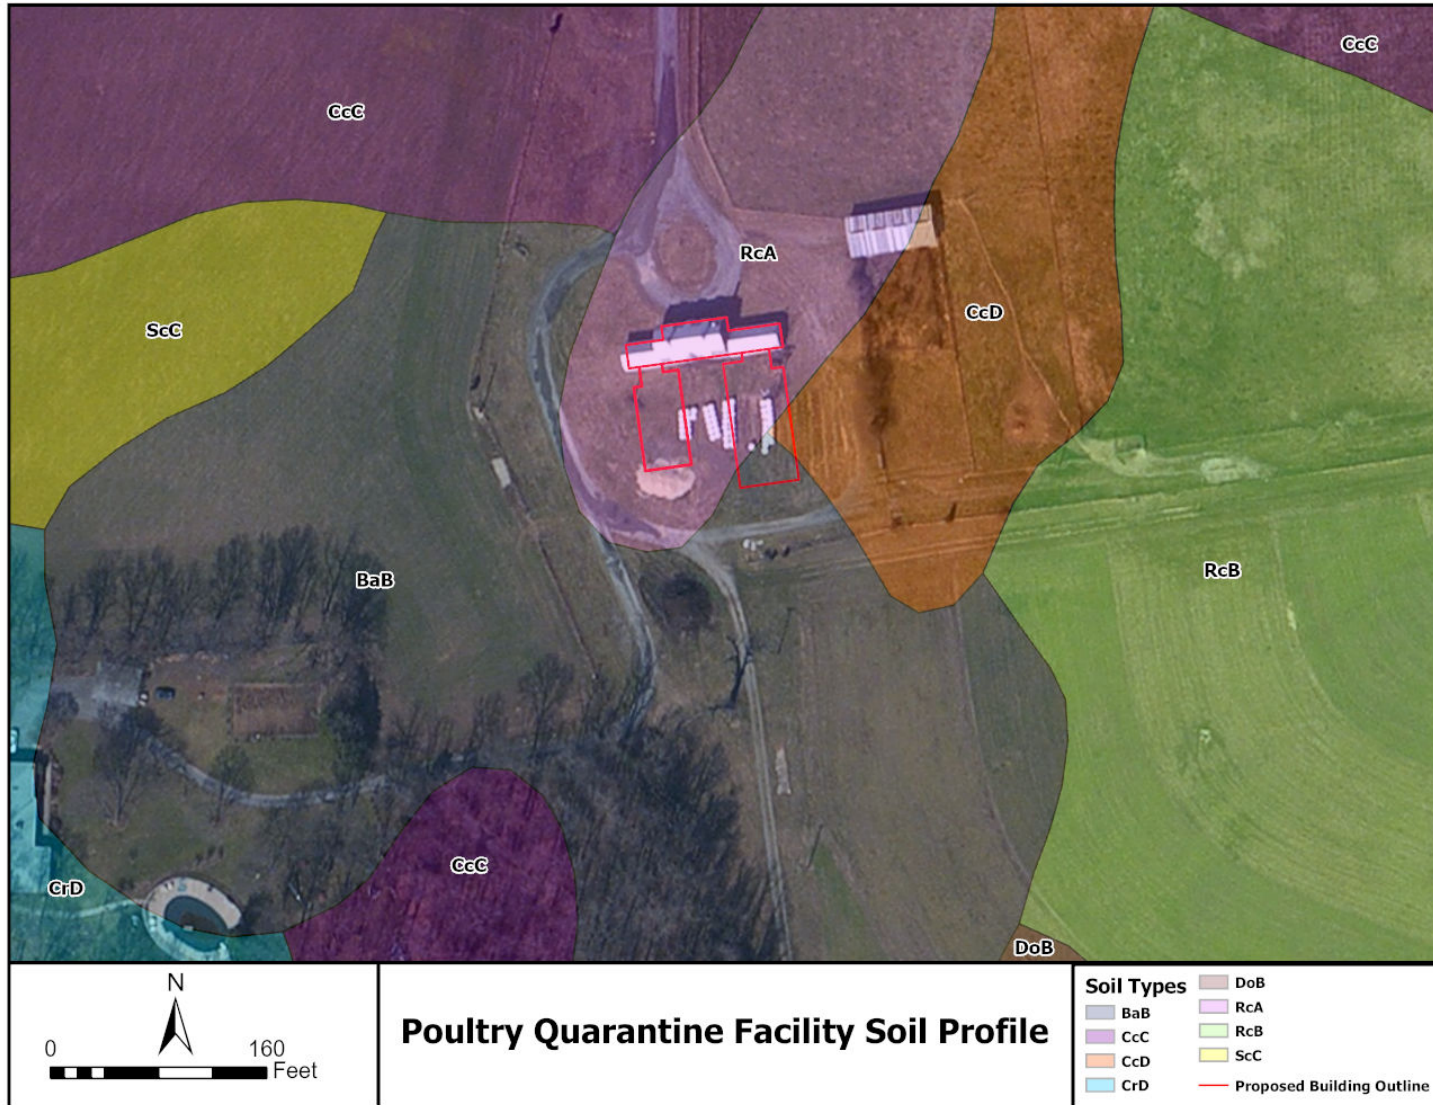 CcC
CcC
RcA
CcD
ScC
BaB
RcB
CcC
CrD
DoB
N
0 160
Feet
Poultry Quarantine Facility Soil Profile
Soil Types
BaB
CcC
CcD
CrD
DoB
RcA
RcB
ScC
Proposed Building Outline